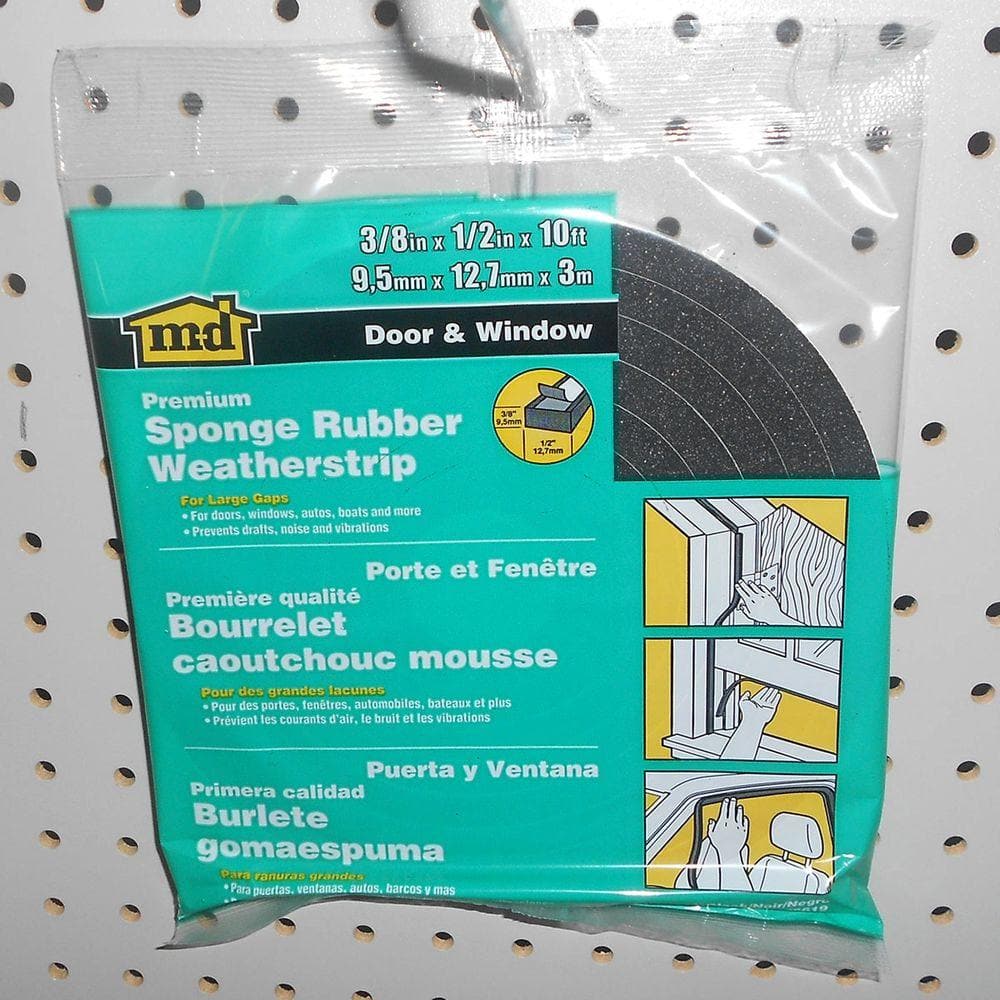 3/8in x 1/2in x 10ft
9,5mm x 12,7mm x 3m
m-d
Door & Window
Premium
Sponge Rubber
Weatherstrip
3/8"
9,5mm
1/2"
12,7mm
For Large Gaps
• For doors, windows, autos, boats and more
• Prevents drafts, noise and vibrations
Porte et Fenêtre
Première qualité
Bourrelet
caoutchouc mousse
Pour des grandes lacunes
• Pour des portes, fenêtres, automobiles, bateaux et plus
• Prévient les courants d'air, le bruit et les vibrations
Puerta y Ventana
Primera calidad
Burlete
gomaespuma
Para ranuras grandes
• Para puertas, ventanas, autos, barcos y mas
Black/Noir/Negro